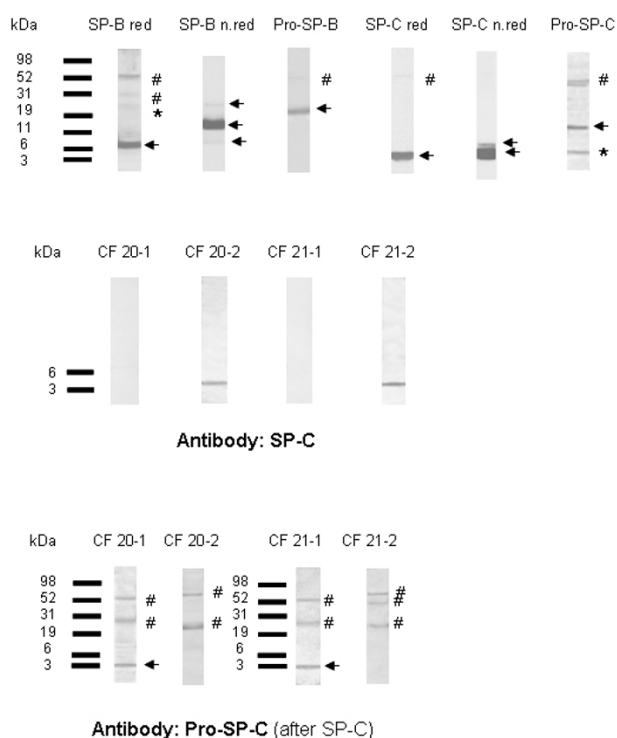 kDa SP-B red SP-B n.red Pro-SP-B SP-C red SP-C n.red Pro-SP-C
98
52 # # # #
31 #
19 *
11
6
3 *
kDa CF 20-1 CF 20-2 CF 21-1 CF 21-2
6
3
Antibody: SP-C
kDa CF 20-1 CF 20-2 kDa CF 21-1 CF 21-2
98 98
52 # # 52 # # #
31 31
19 # # 19 # #
6 6
3 3
Antibody: Pro-SP-C (after SP-C)